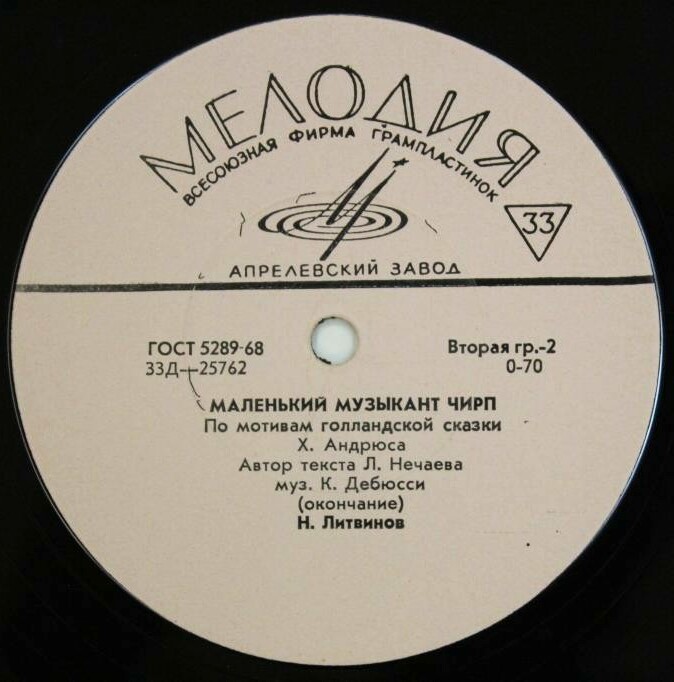 МЕЛОДИЯ
ВСЕСОЮЗНАЯ ФИРМА ГРАМПЛАСТИНОК
33
АПРЕЛЕВСКИЙ ЗАВОД
ГОСТ 5289-68 Вторая гр.-2
33Д—25762 0-70
МАЛЕНЬКИЙ МУЗЫКАНТ ЧИРП
По мотивам голландской сказки
Х. Андрюса
Автор текста Л. Нечаева
муз. К. Дебюсси
(окончание)
Н. Литвинов